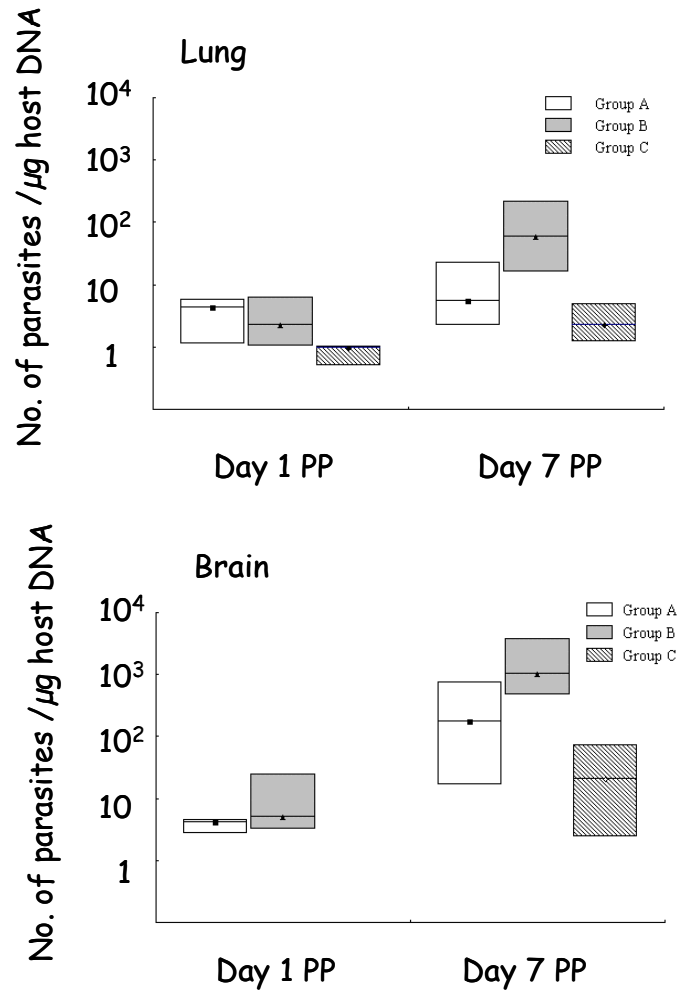 Lung
No. of parasites /µg host DNA
10⁴
10³
10²
10
1
Group A
Group B
Group C
Day 1 PP
Day 7 PP
Brain
No. of parasites /µg host DNA
10⁴
10³
10²
10
1
Group A
Group B
Group C
Day 1 PP
Day 7 PP